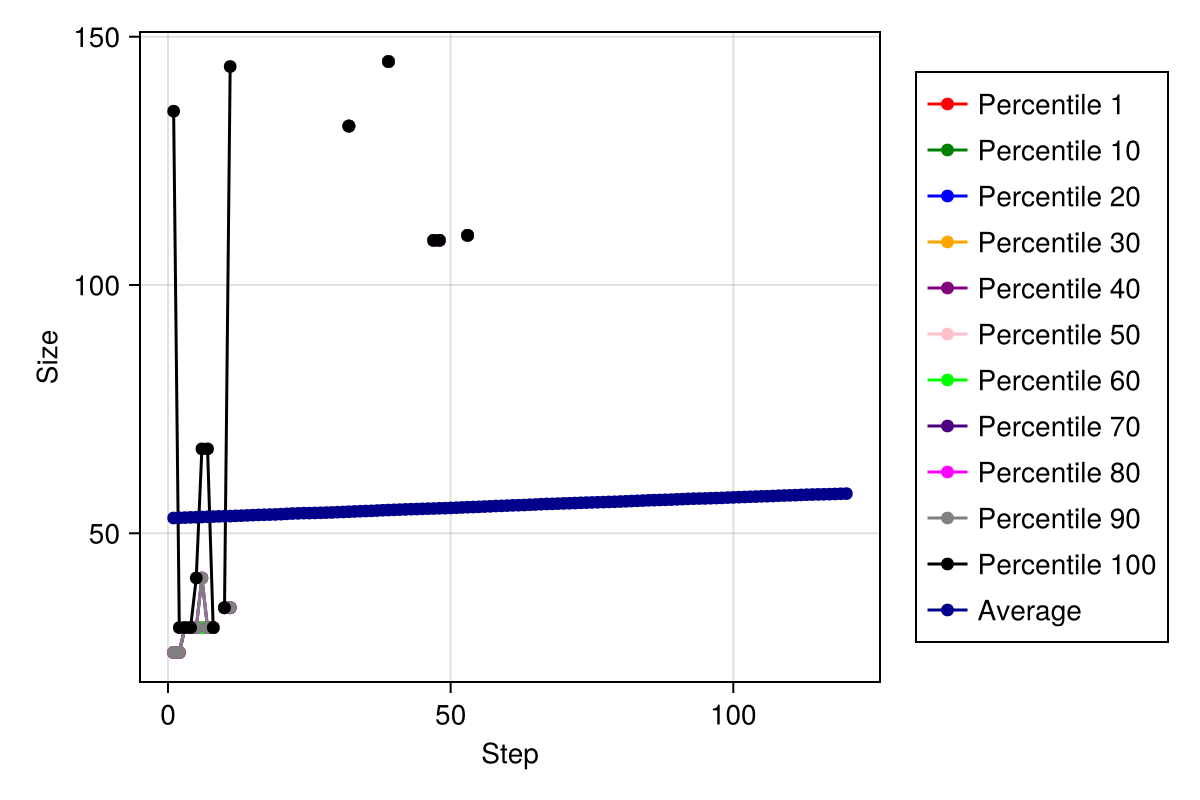 150
100
50
Size
0
50
100
Step
Percentile 1
Percentile 10
Percentile 20
Percentile 30
Percentile 40
Percentile 50
Percentile 60
Percentile 70
Percentile 80
Percentile 90
Percentile 100
Average